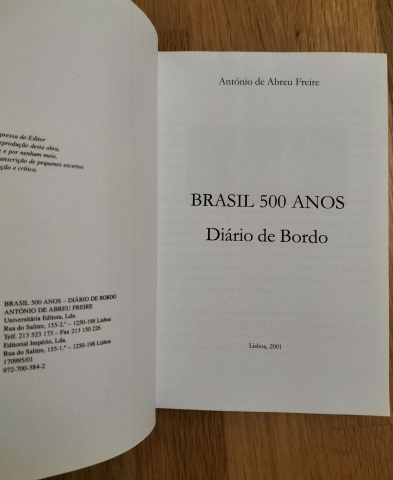 pressa do Editor
reprodução desta obra,
e por nenhum meio,
transcrição de pequenos excertos
ção e crítica.
BRASIL 500 ANOS – DIÁRIO DE BORDO
ANTÓNIO DE ABREU FREIRE
Universitária Editora, Lda.
Rua do Salitre, 155-2.º – 1250-198 Lisboa
Telf. 213 523 173 – Fax 213 150 226
Editorial Império, Lda.
Rua do Salitre, 155-1.º – 1250-198 Lisboa
170995/01
972-700-384-2
António de Abreu Freire
BRASIL 500 ANOS
Diário de Bordo
Lisboa, 2001